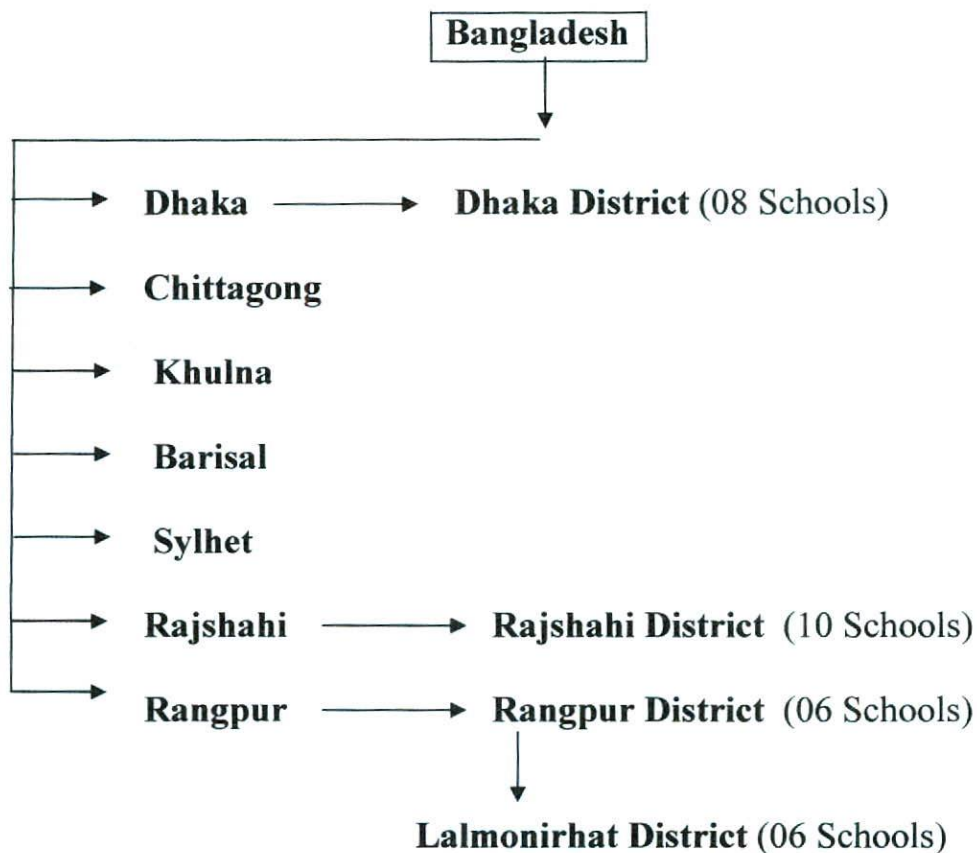 Bangladesh
Dhaka Dhaka District (08 Schools)
Chittagong
Khulna
Barisal
Sylhet
Rajshahi Rajshahi District (10 Schools)
Rangpur Rangpur District (06 Schools)
Lalmonirhat District (06 Schools)